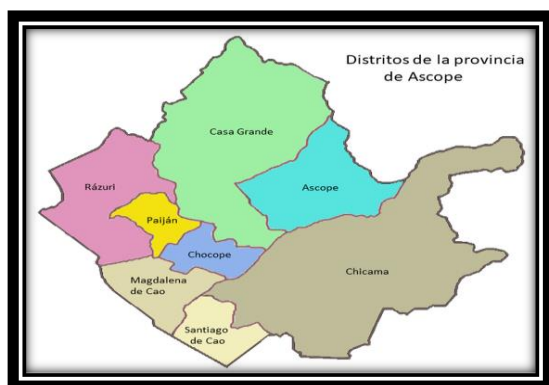 Distritos de la provincia
de Ascope
Casa Grande
Rázuri
Ascope
Paiján
Chocope
Chicama
Magdalena
de Cao
Santiago
de Cao